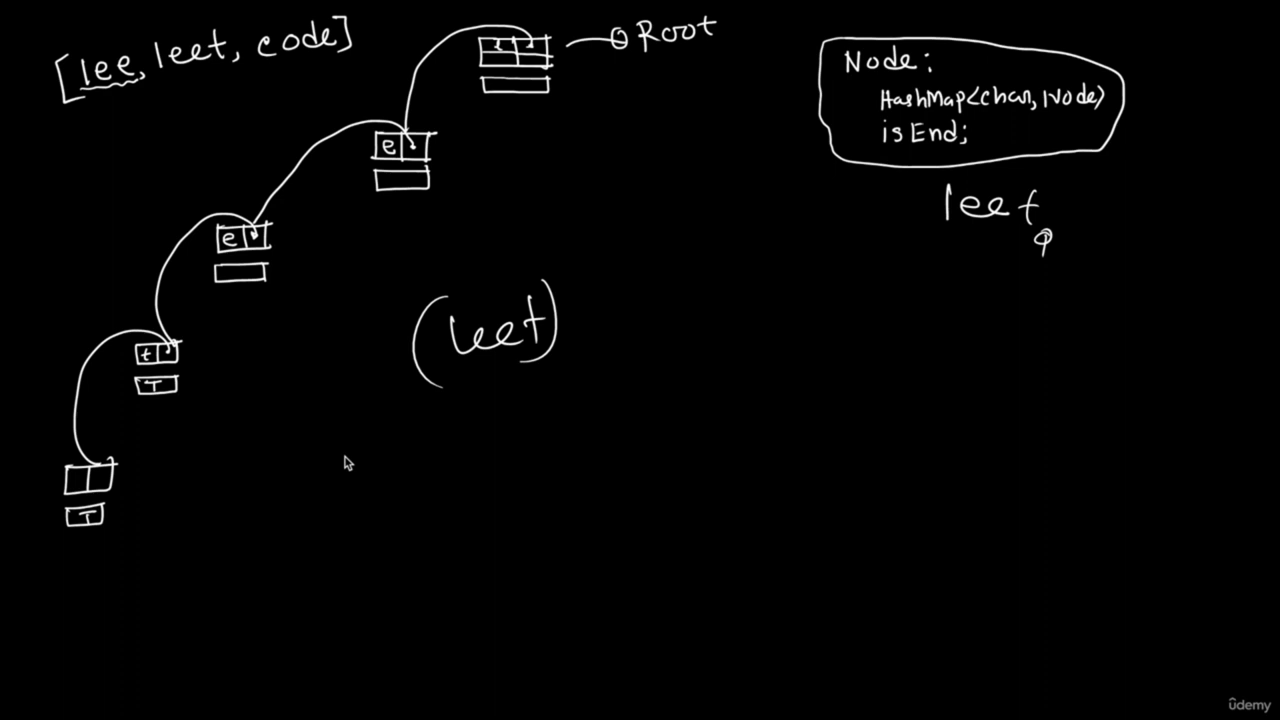 [lee, leet, code]
Root
l
e
e
t
T
T
(leet)
Node:
HashMap<char, Node>
isEnd;
leet
ûdemy